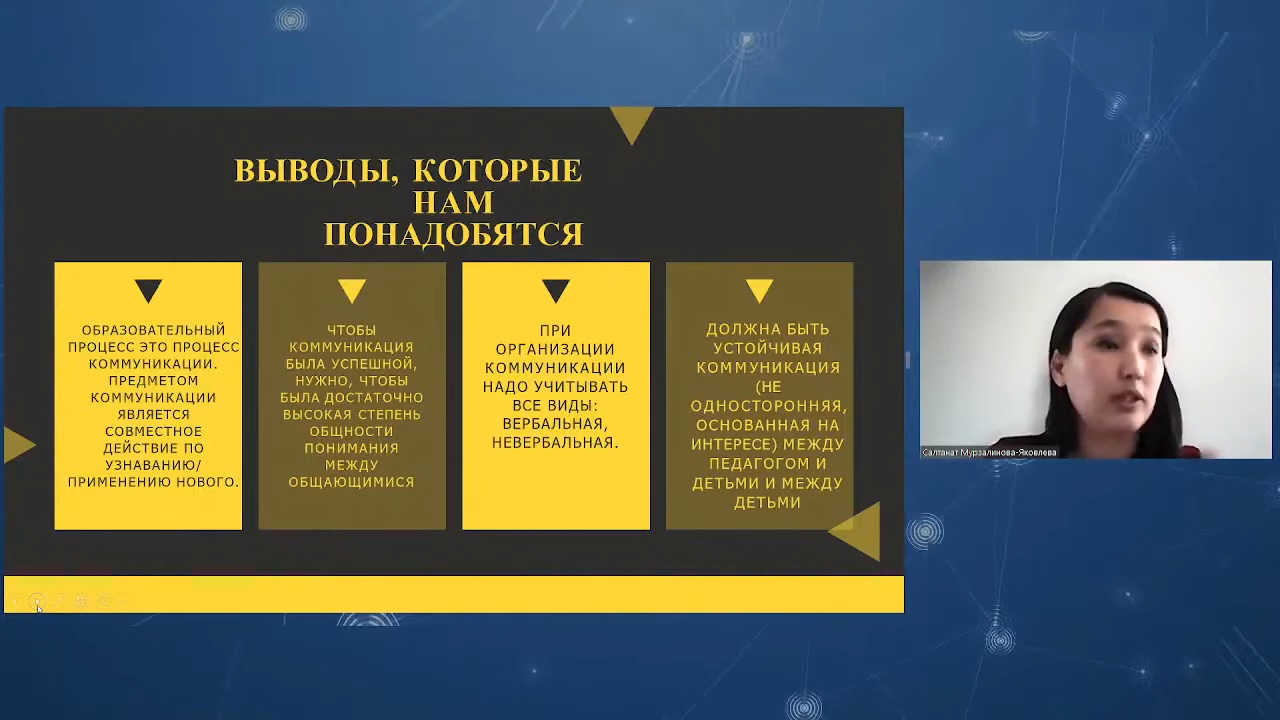 ВЫВОДЫ, КОТОРЫЕ
НАМ
ПОНАДОБЯТСЯ
ОБРАЗОВАТЕЛЬНЫЙ
ПРОЦЕСС ЭТО ПРОЦЕСС
КОММУНИКАЦИИ.
ПРЕДМЕТОМ
КОММУНИКАЦИИ
ЯВЛЯЕТСЯ
СОВМЕСТНОЕ
ДЕЙСТВИЕ ПО
УЗНАВАНИЮ/
ПРИМЕНЕНИЮ НОВОГО.
ЧТОБЫ
КОММУНИКАЦИЯ
БЫЛА УСПЕШНОЙ,
НУЖНО, ЧТОБЫ
БЫЛА ДОСТАТОЧНО
ВЫСОКАЯ СТЕПЕНЬ
ОБЩНОСТИ
ПОНИМАНИЯ
МЕЖДУ
ОБЩАЮЩИМИСЯ
ПРИ
ОРГАНИЗАЦИИ
КОММУНИКАЦИИ
НАДО УЧИТЫВАТЬ
ВСЕ ВИДЫ:
ВЕРБАЛЬНАЯ,
НЕВЕРБАЛЬНАЯ.
ДОЛЖНА БЫТЬ
УСТОЙЧИВАЯ
КОММУНИКАЦИЯ
(НЕ
ОДНОСТОРОННЯЯ,
ОСНОВАННАЯ НА
ИНТЕРЕСЕ) МЕЖДУ
ПЕДАГОГОМ И
ДЕТЬМИ И МЕЖДУ
ДЕТЬМИ
Салтанат Мурзалинова-Яковлева